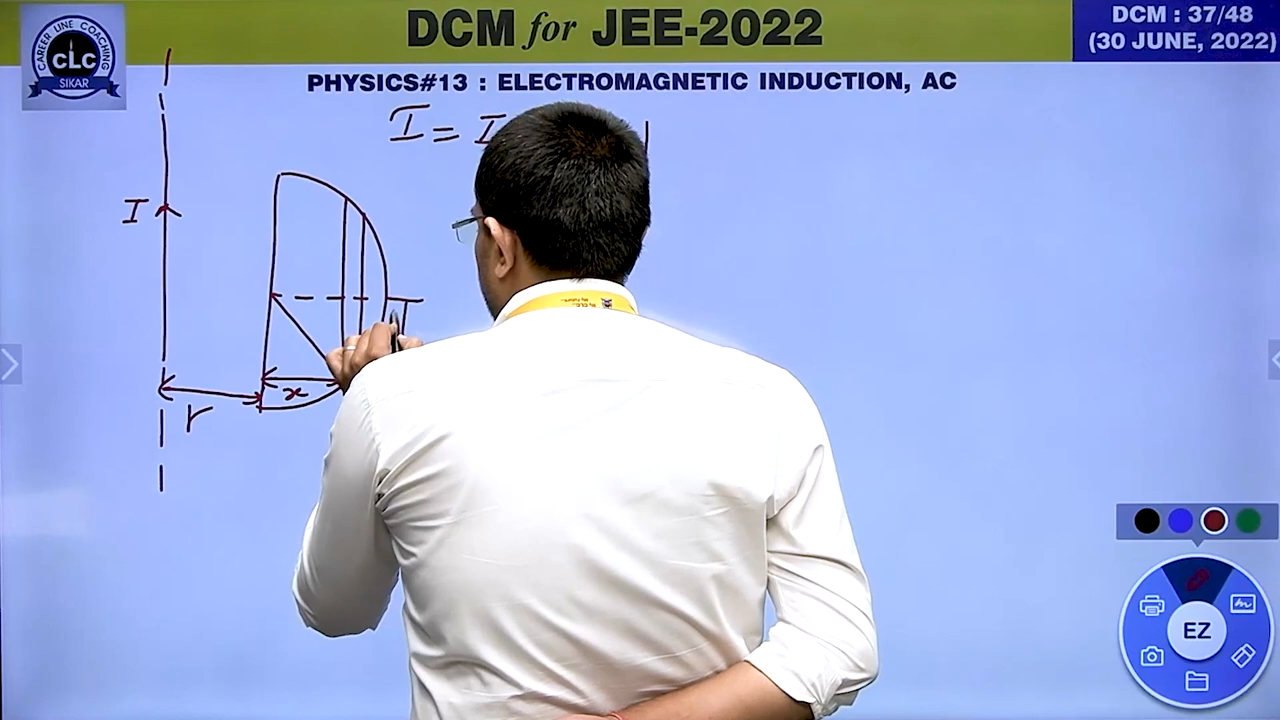 DCM for JEE-2022
DCM : 37/48
(30 JUNE, 2022)
CAREER LINE COACHING
CLC
SIKAR
PHYSICS#13 : ELECTROMAGNETIC INDUCTION, AC
I = I
I
x
r
EZ